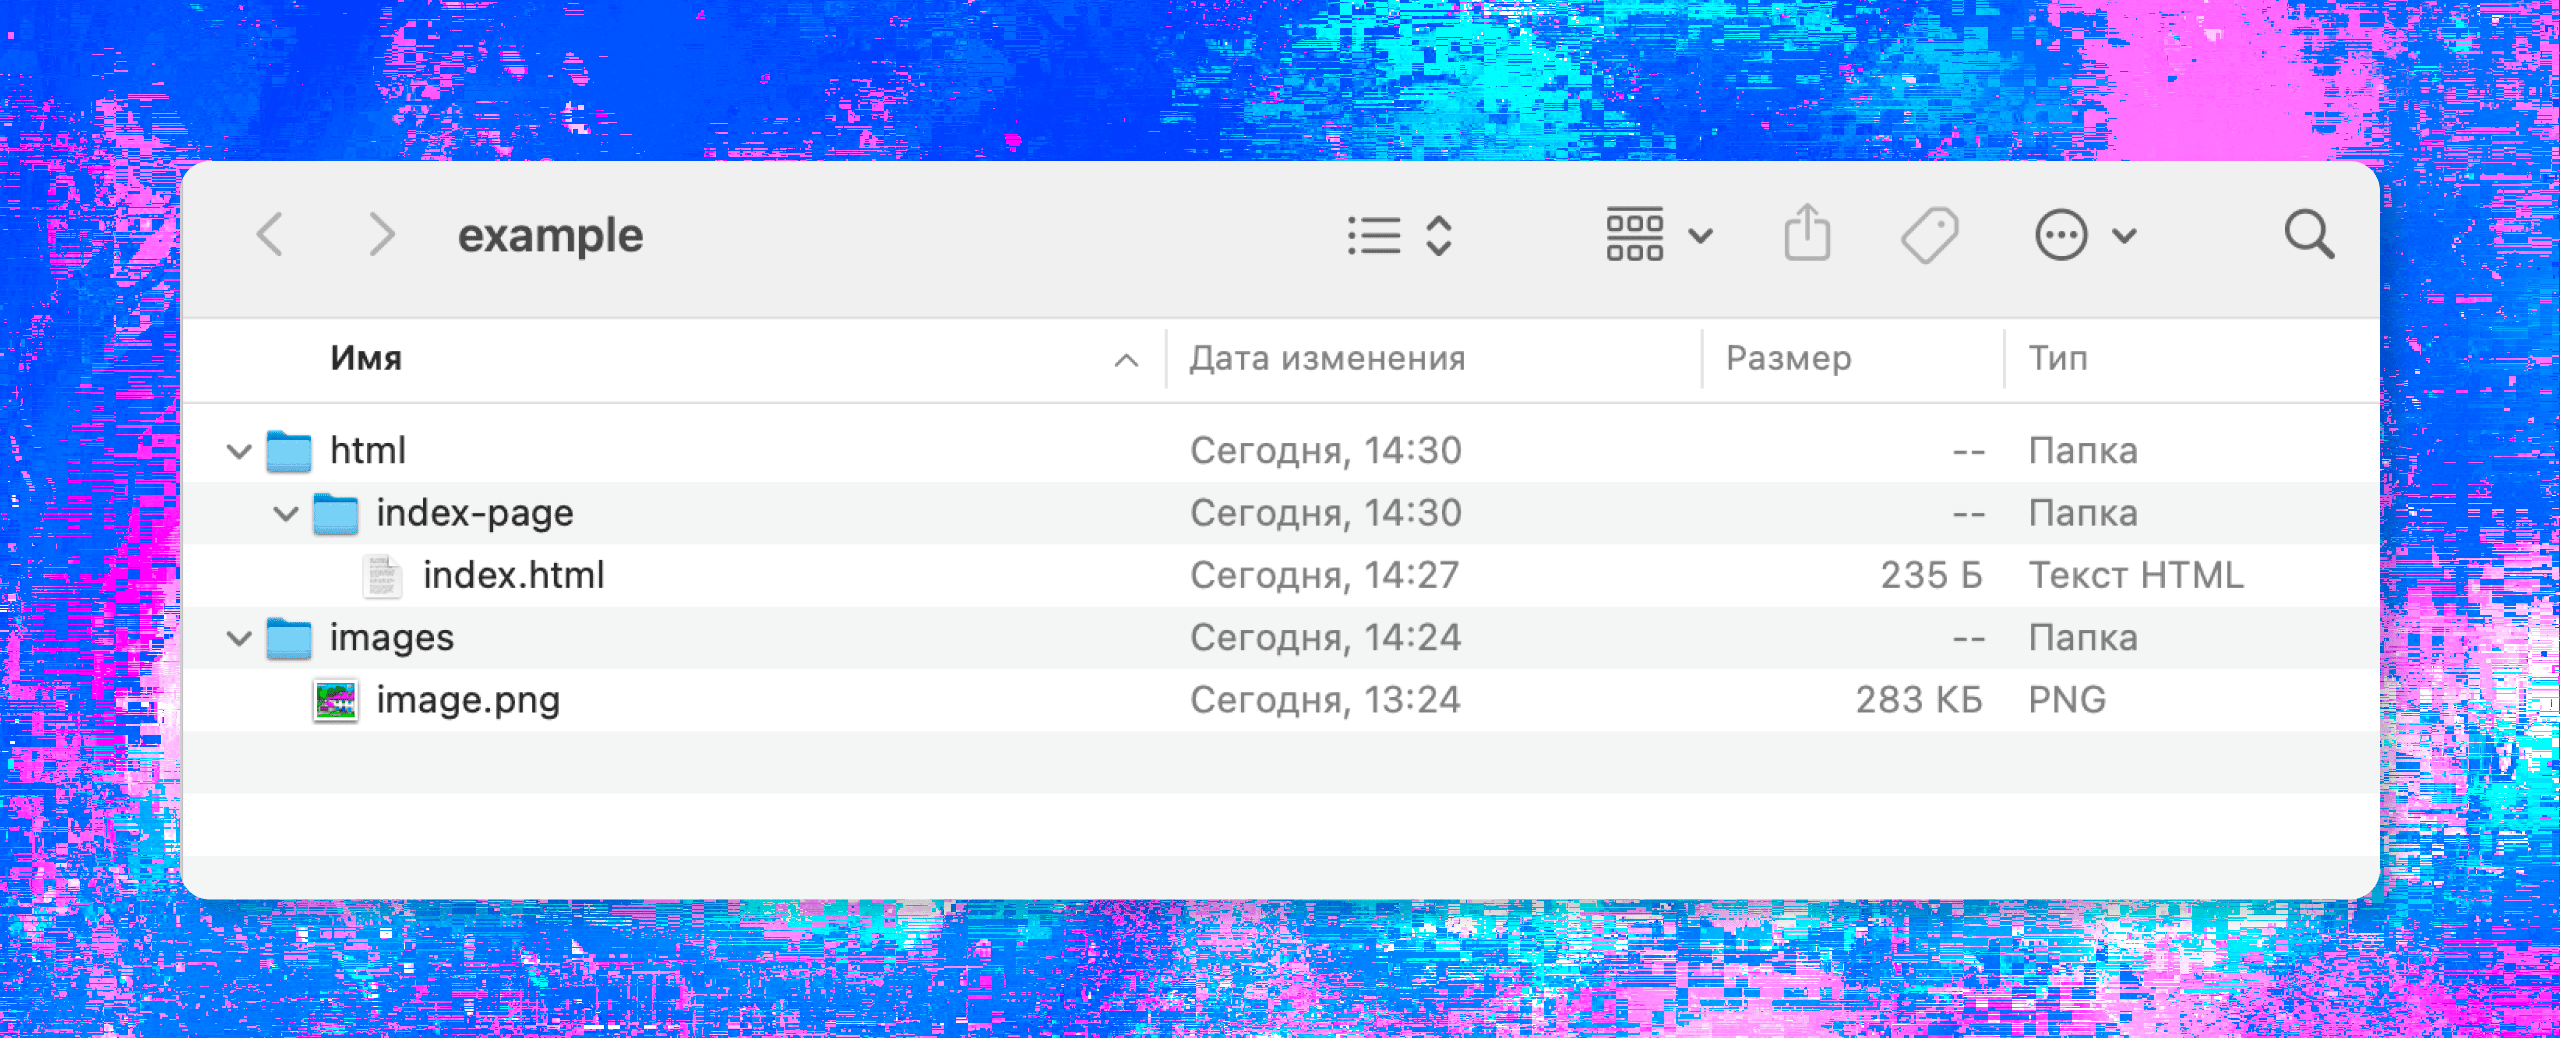 example
Имя Дата изменения Размер Тип
html Сегодня, 14:30 -- Папка
index-page Сегодня, 14:30 -- Папка
index.html Сегодня, 14:27 235 Б Текст HTML
images Сегодня, 14:24 -- Папка
image.png Сегодня, 13:24 283 КБ PNG